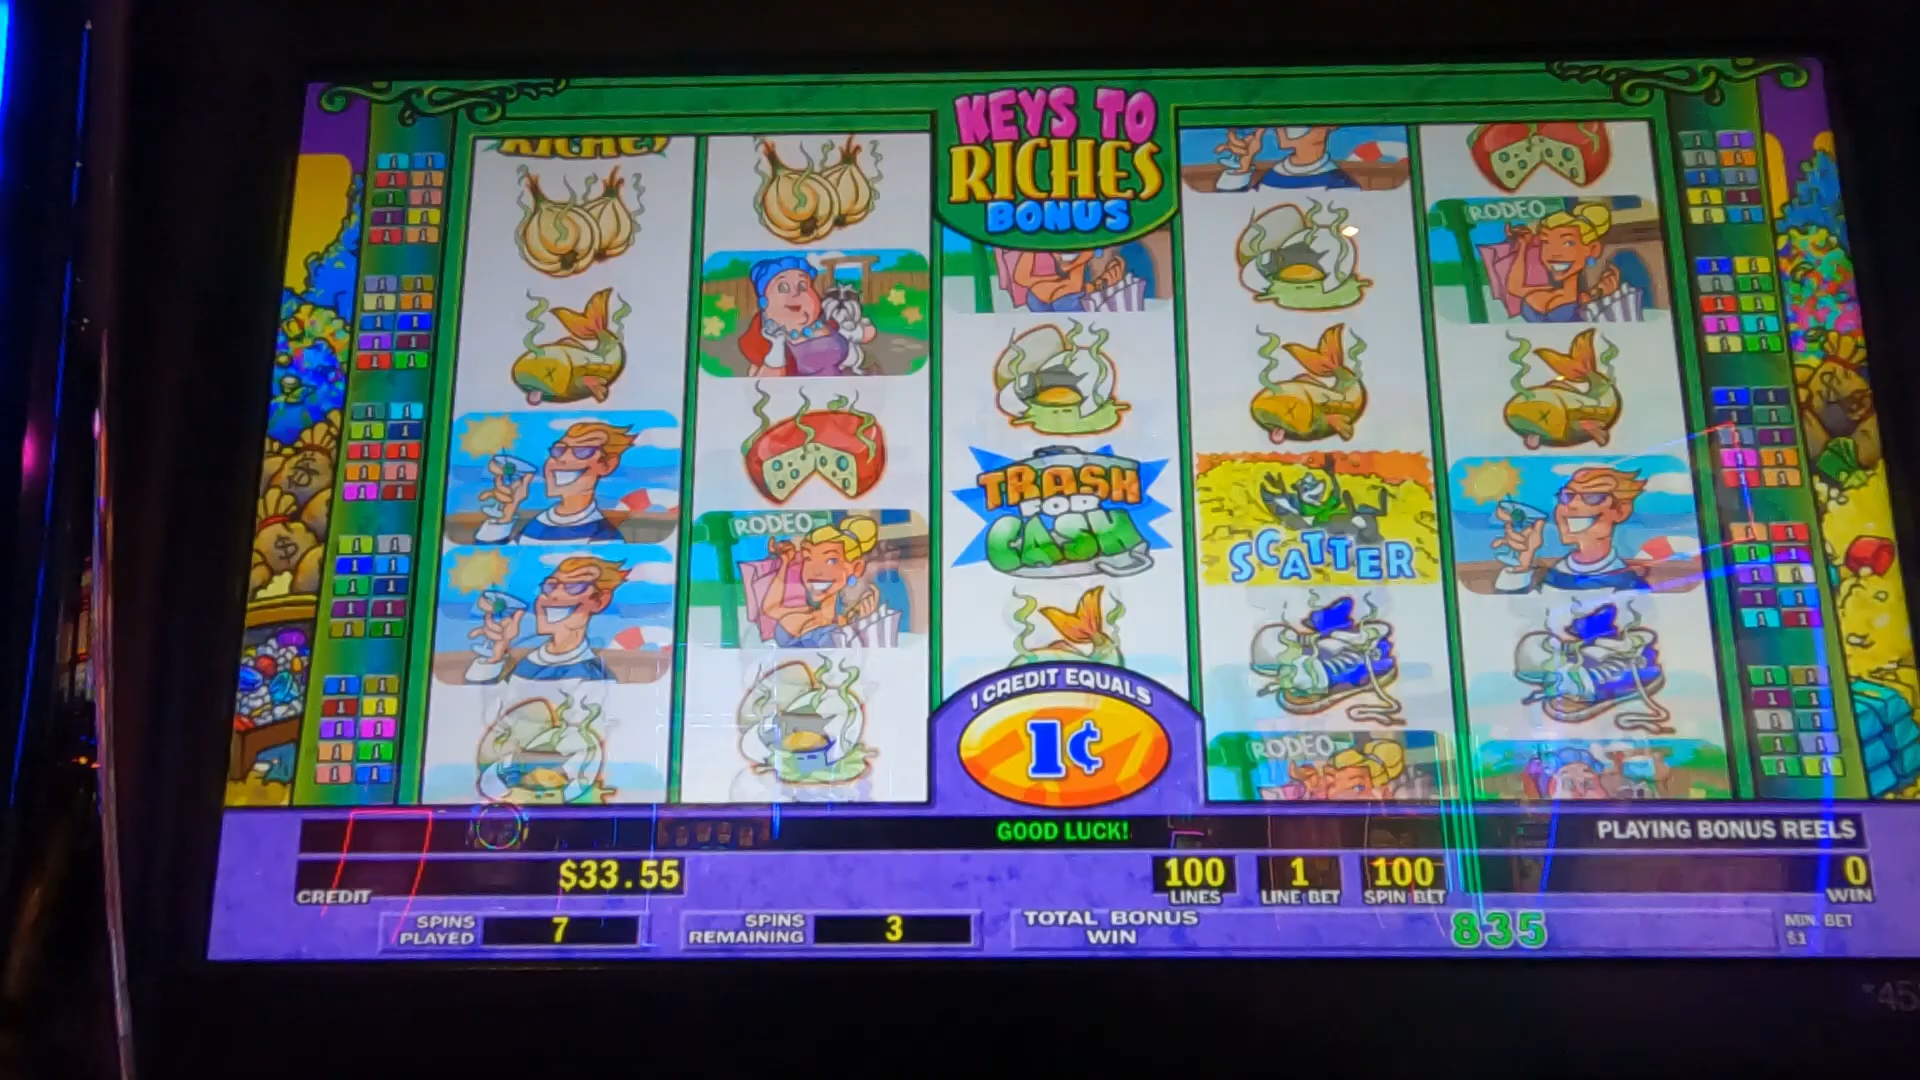 KEYS TO
RICHES
BONUS
RICHES
RODEO
TRASH
FOR
CASH
SCATTER
RODEO
1 CREDIT EQUALS
1¢
RODEO
GOOD LUCK!
PLAYING BONUS REELS
$33.55
CREDIT
100
LINES
1
LINE BET
100
SPIN BET
0
WIN
SPINS
PLAYED
7
SPINS
REMAINING
3
TOTAL BONUS
WIN
835
MIN. BET
$1